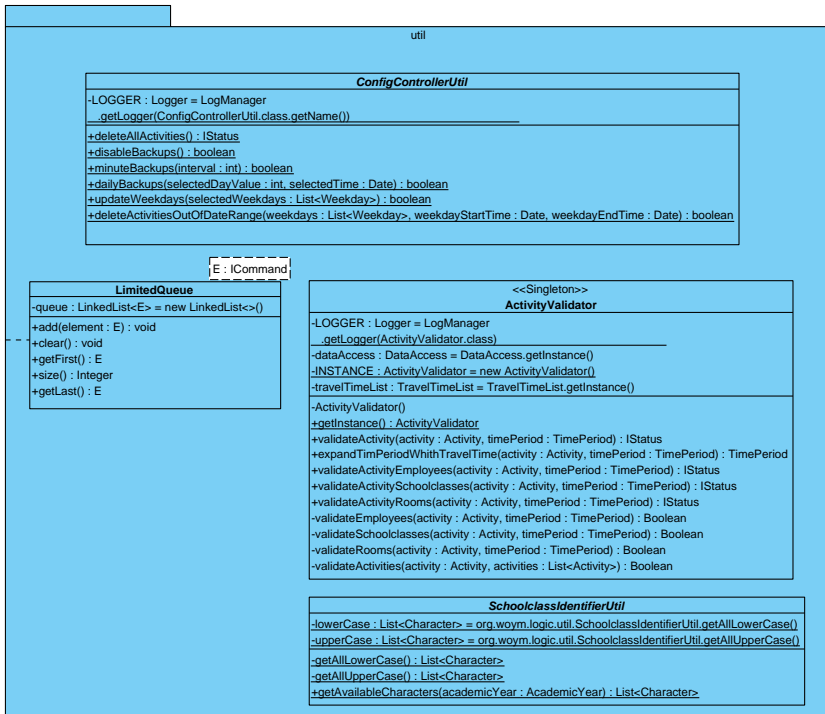 util
ConfigControllerUtil
-LOGGER : Logger = LogManager
.getLogger(ConfigControllerUtil.class.getName())
+deleteAllActivities() : IStatus
+disableBackups() : boolean
+minuteBackups(interval : int) : boolean
+dailyBackups(selectedDayValue : int, selectedTime : Date) : boolean
+updateWeekdays(selectedWeekdays : List<Weekday>) : boolean
+deleteActivitiesOutOfDateRange(weekdays : List<Weekday>, weekdayStartTime : Date, weekdayEndTime : Date) : boolean
E : ICommand
LimitedQueue
-queue : LinkedList<E> = new LinkedList<>()
+add(element : E) : void
+clear() : void
+getFirst() : E
+size() : Integer
+getLast() : E
<<Singleton>>
ActivityValidator
-LOGGER : Logger = LogManager
.getLogger(ActivityValidator.class)
-dataAccess : DataAccess = DataAccess.getInstance()
-INSTANCE : ActivityValidator = new ActivityValidator()
-travelTimeList : TravelTimeList = TravelTimeList.getInstance()
-ActivityValidator()
+getInstance() : ActivityValidator
+validateActivity(activity : Activity, timePeriod : TimePeriod) : IStatus
+expandTimPeriodWhithTravelTime(activity : Activity, timePeriod : TimePeriod) : TimePeriod
+validateActivityEmployees(activity : Activity, timePeriod : TimePeriod) : IStatus
+validateActivitySchoolclasses(activity : Activity, timePeriod : TimePeriod) : IStatus
+validateActivityRooms(activity : Activity, timePeriod : TimePeriod) : IStatus
-validateEmployees(activity : Activity, timePeriod : TimePeriod) : Boolean
-validateSchoolclasses(activity : Activity, timePeriod : TimePeriod) : Boolean
-validateRooms(activity : Activity, timePeriod : TimePeriod) : Boolean
-validateActivities(activity : Activity, activities : List<Activity>) : Boolean
SchoolclassIdentifierUtil
-lowerCase : List<Character> = org.woym.logic.util.SchoolclassIdentifierUtil.getAllLowerCase()
-upperCase : List<Character> = org.woym.logic.util.SchoolclassIdentifierUtil.getAllUpperCase()
-getAllLowerCase() : List<Character>
-getAllUpperCase() : List<Character>
+getAvailableCharacters(academicYear : AcademicYear) : List<Character>